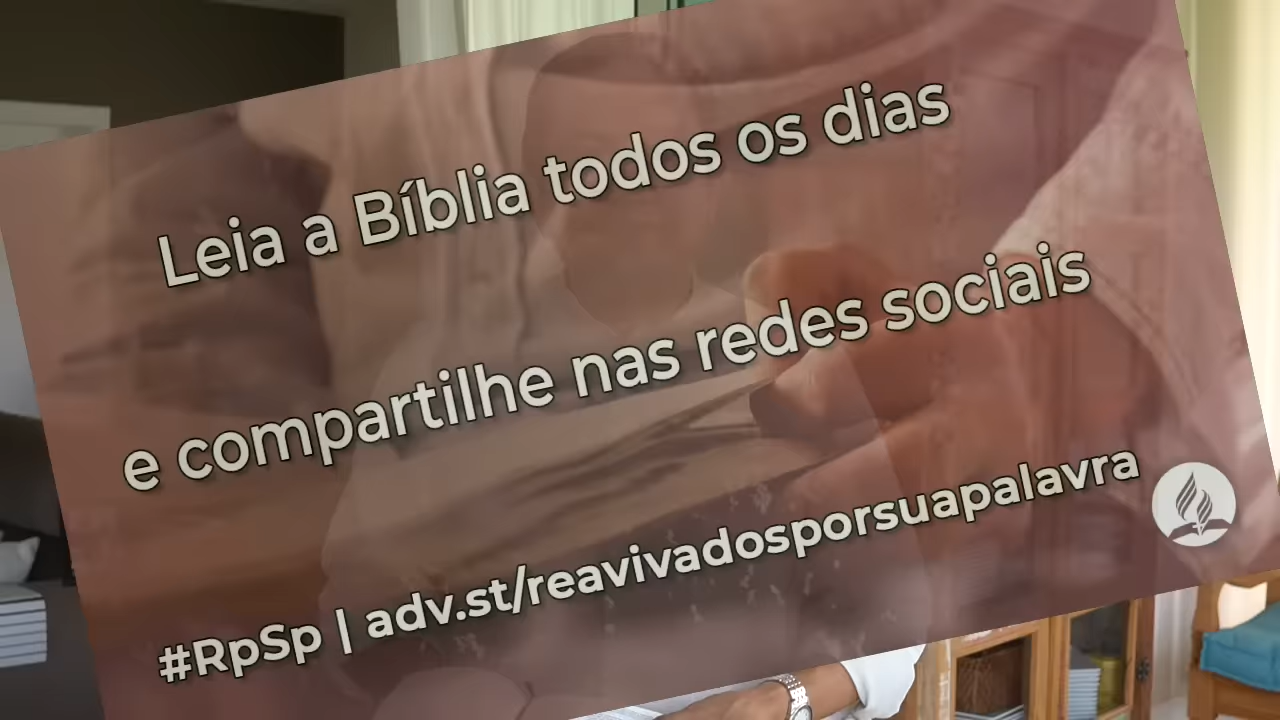 Leia a Bíblia todos os dias
e compartilhe nas redes sociais
#RpSp | adv.st/reavivadosporsuapalavra